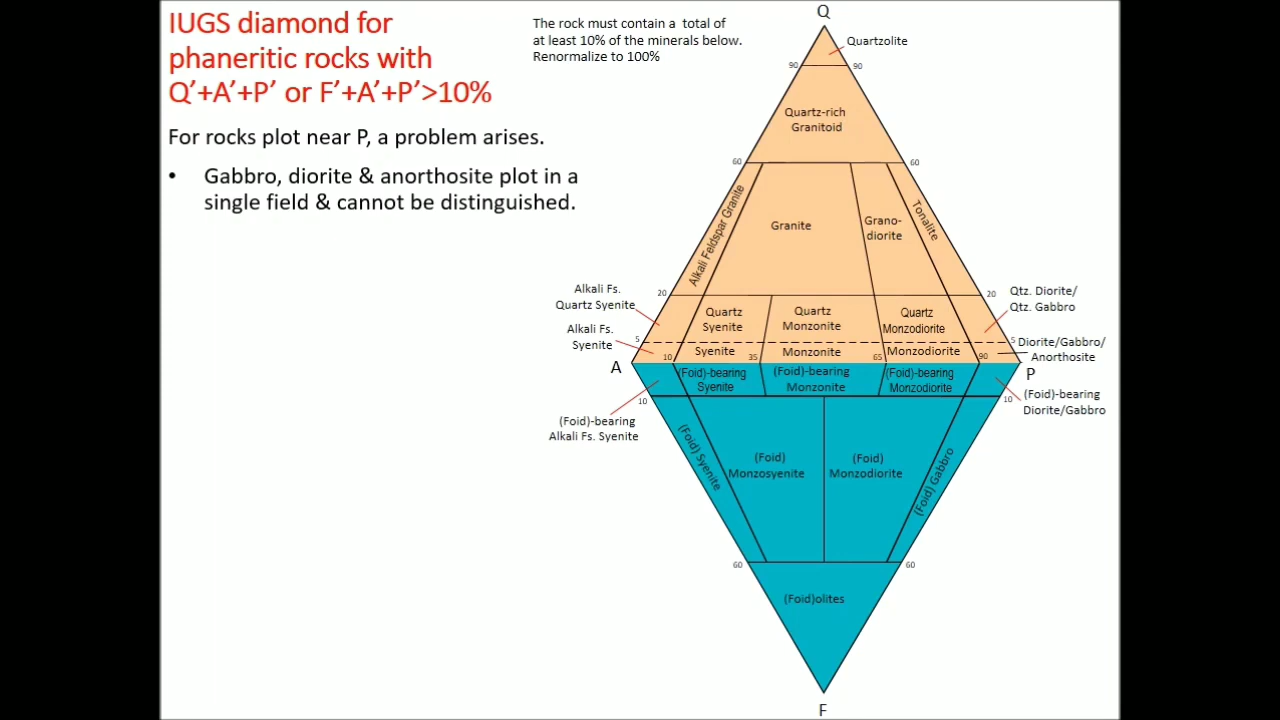 IUGS diamond for
phaneritic rocks with
Q′+A′+P′ or F′+A′+P′>10%
For rocks plot near P, a problem arises.
• Gabbro, diorite & anorthosite plot in a
single field & cannot be distinguished.
The rock must contain a total of
at least 10% of the minerals below.
Renormalize to 100%
Q
Quartzolite
90
90
Quartz-rich
Granitoid
60
60
Alkali Feldspar Granite
Granite
Grano-
diorite
Tonalite
Alkali Fs.
Quartz Syenite
20
20
Qtz. Diorite/
Qtz. Gabbro
Quartz
Syenite
Quartz
Monzonite
Quartz
Monzodiorite
Alkali Fs.
Syenite
5
5
Diorite/Gabbro/
Anorthosite
10
Syenite
35
Monzonite
65
Monzodiorite
90
A
P
(Foid)-bearing
Syenite
(Foid)-bearing
Monzonite
(Foid)-bearing
Monzodiorite
10
10
(Foid)-bearing
Diorite/Gabbro
(Foid)-bearing
Alkali Fs. Syenite
(Foid) Syenite
(Foid)
Monzosyenite
(Foid)
Monzodiorite
(Foid) Gabbro
60
60
(Foid)olites
F